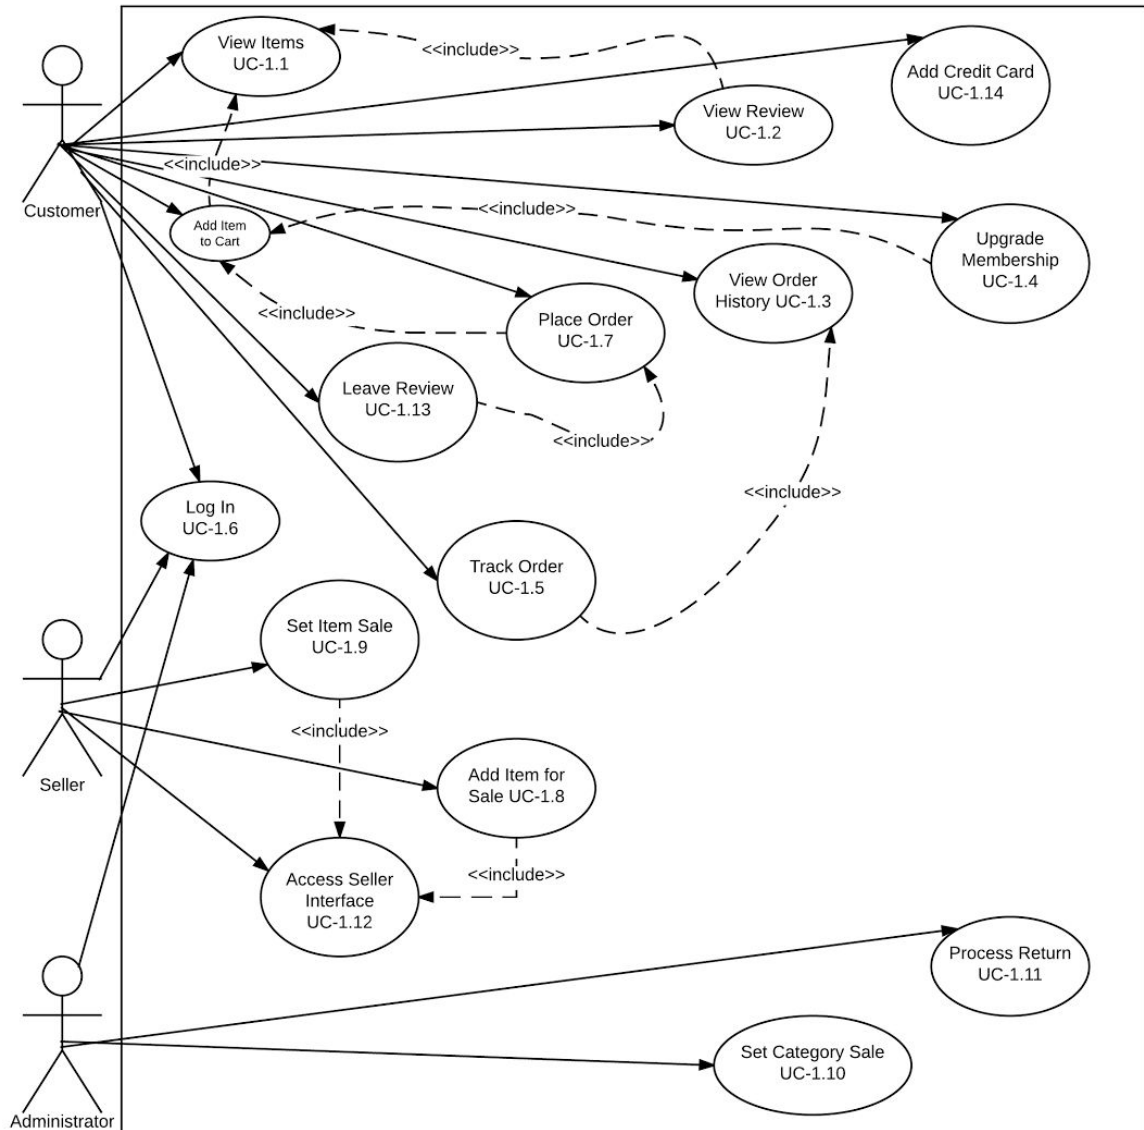 View Items
UC-1.1
<<include>>
Add Credit Card
UC-1.14
View Review
UC-1.2
<<include>>
Customer
Add Item
to Cart
<<include>>
Upgrade
Membership
UC-1.4
View Order
History UC-1.3
<<include>>
Place Order
UC-1.7
Leave Review
UC-1.13
<<include>>
<<include>>
Log In
UC-1.6
Track Order
UC-1.5
Set Item Sale
UC-1.9
<<include>>
Seller
Add Item for
Sale UC-1.8
<<include>>
Access Seller
Interface
UC-1.12
Process Return
UC-1.11
Set Category Sale
UC-1.10
Administrator